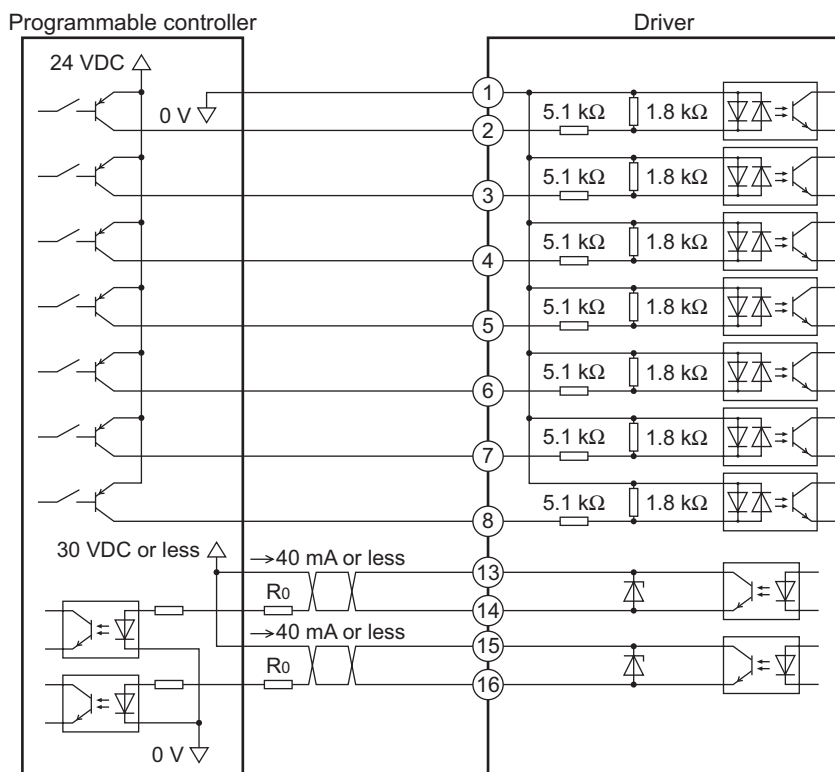 Programmable controller
Driver
24 VDC
0 V
1
5.1 kΩ
1.8 kΩ
2
5.1 kΩ
1.8 kΩ
3
5.1 kΩ
1.8 kΩ
4
5.1 kΩ
1.8 kΩ
5
5.1 kΩ
1.8 kΩ
6
5.1 kΩ
1.8 kΩ
7
5.1 kΩ
1.8 kΩ
8
30 VDC or less
→40 mA or less
13
R0
14
→40 mA or less
15
R0
16
0 V